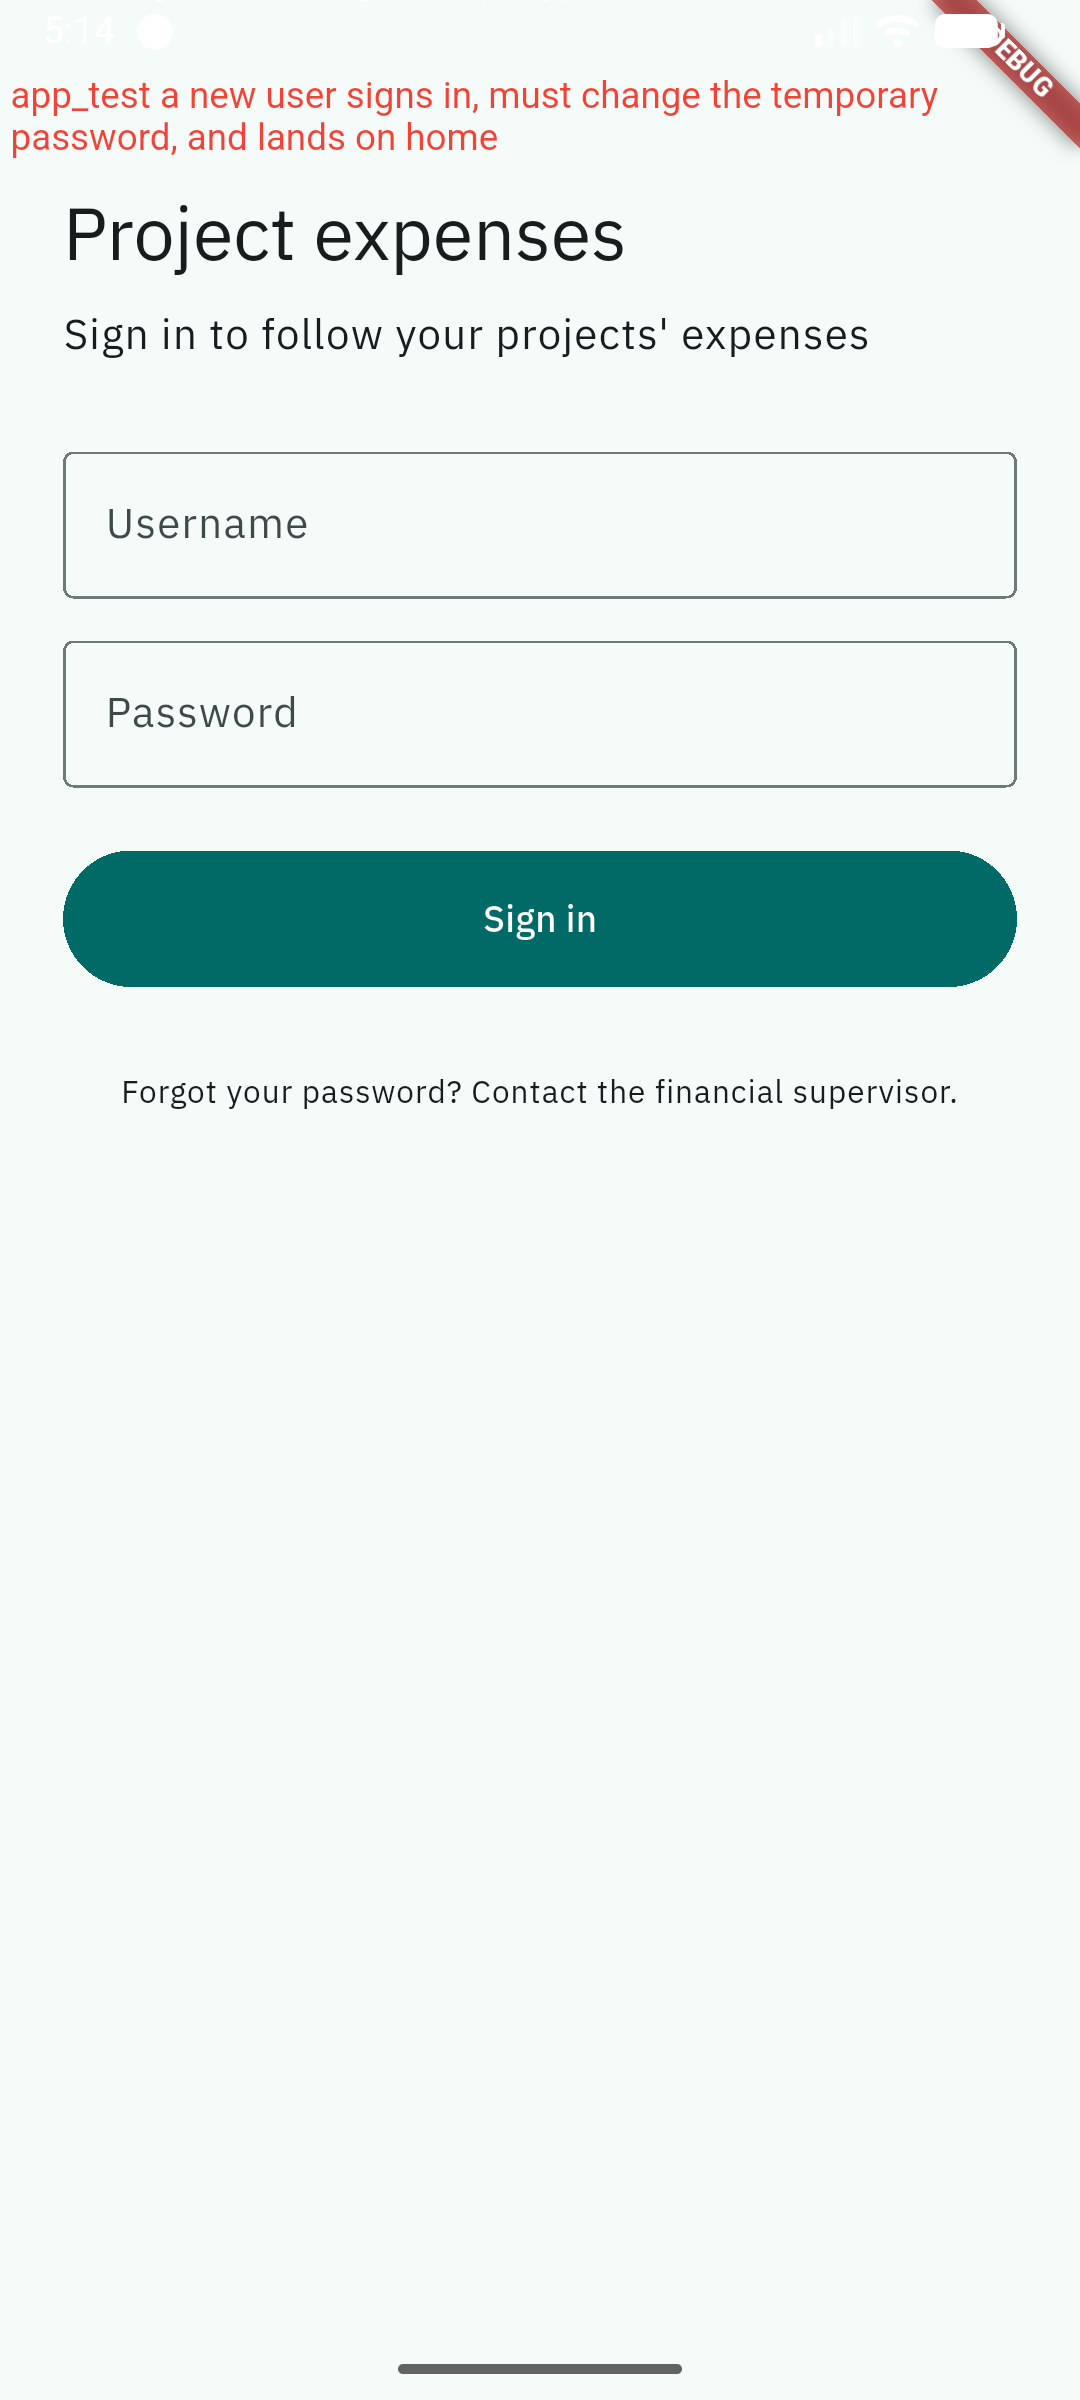 5:14
DEBUG
app_test a new user signs in, must change the temporary
password, and lands on home
Project expenses
Sign in to follow your projects' expenses
Username
Password
Sign in
Forgot your password? Contact the financial supervisor.